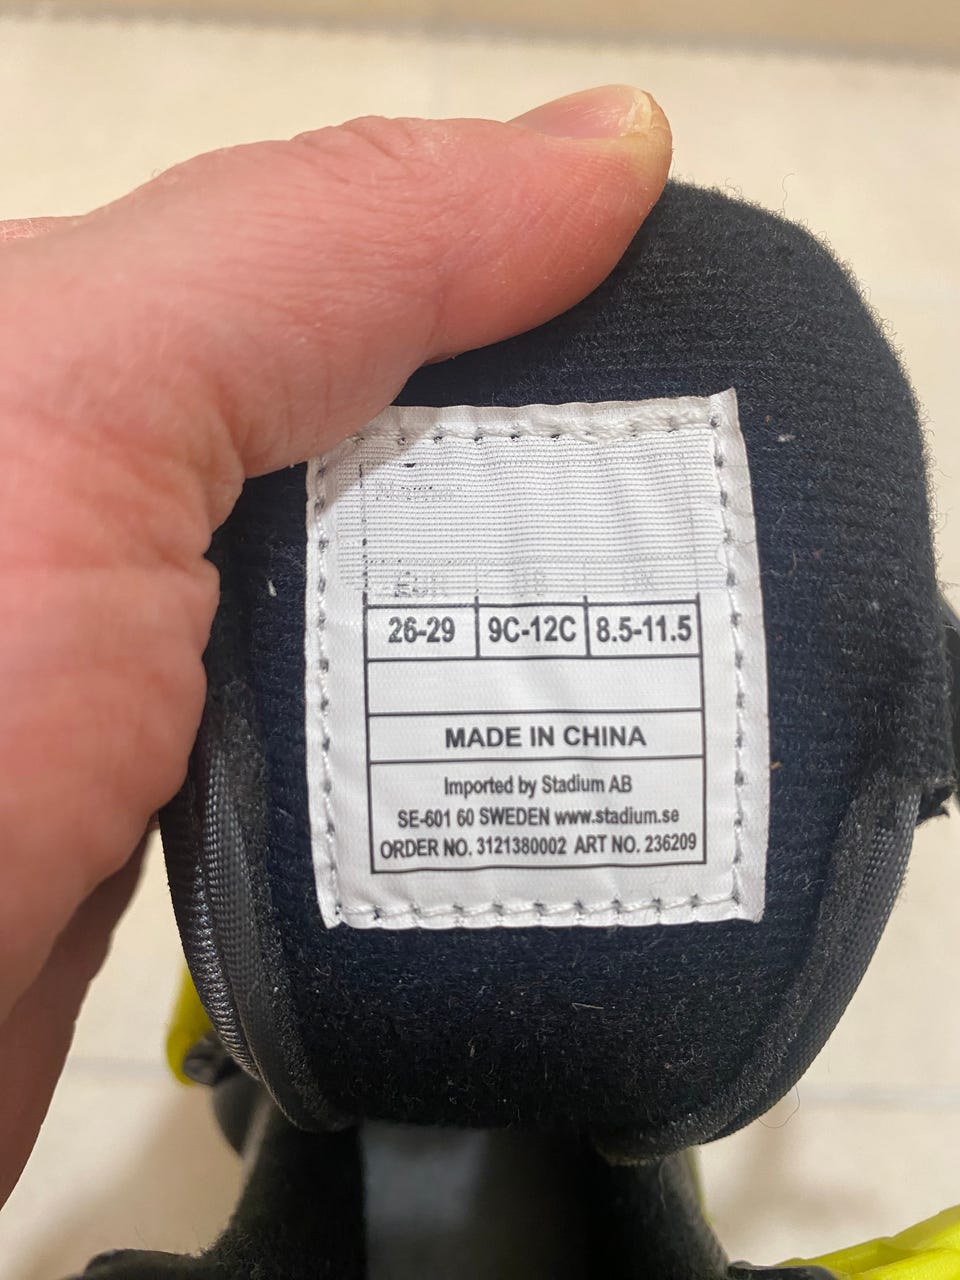 26-29 9C-12C 8.5-11.5
MADE IN CHINA
Imported by Stadium AB
SE-601 60 SWEDEN www.stadium.se
ORDER NO. 3121380002 ART NO. 236209